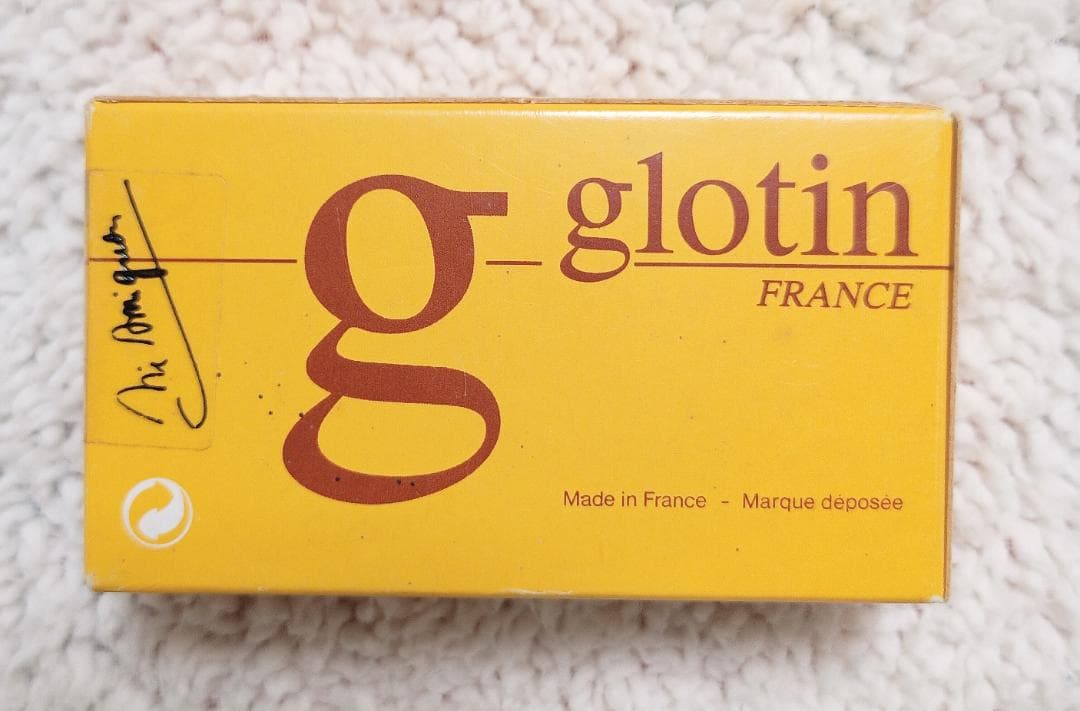 g
glotin
FRANCE
Made in France - Marque déposée